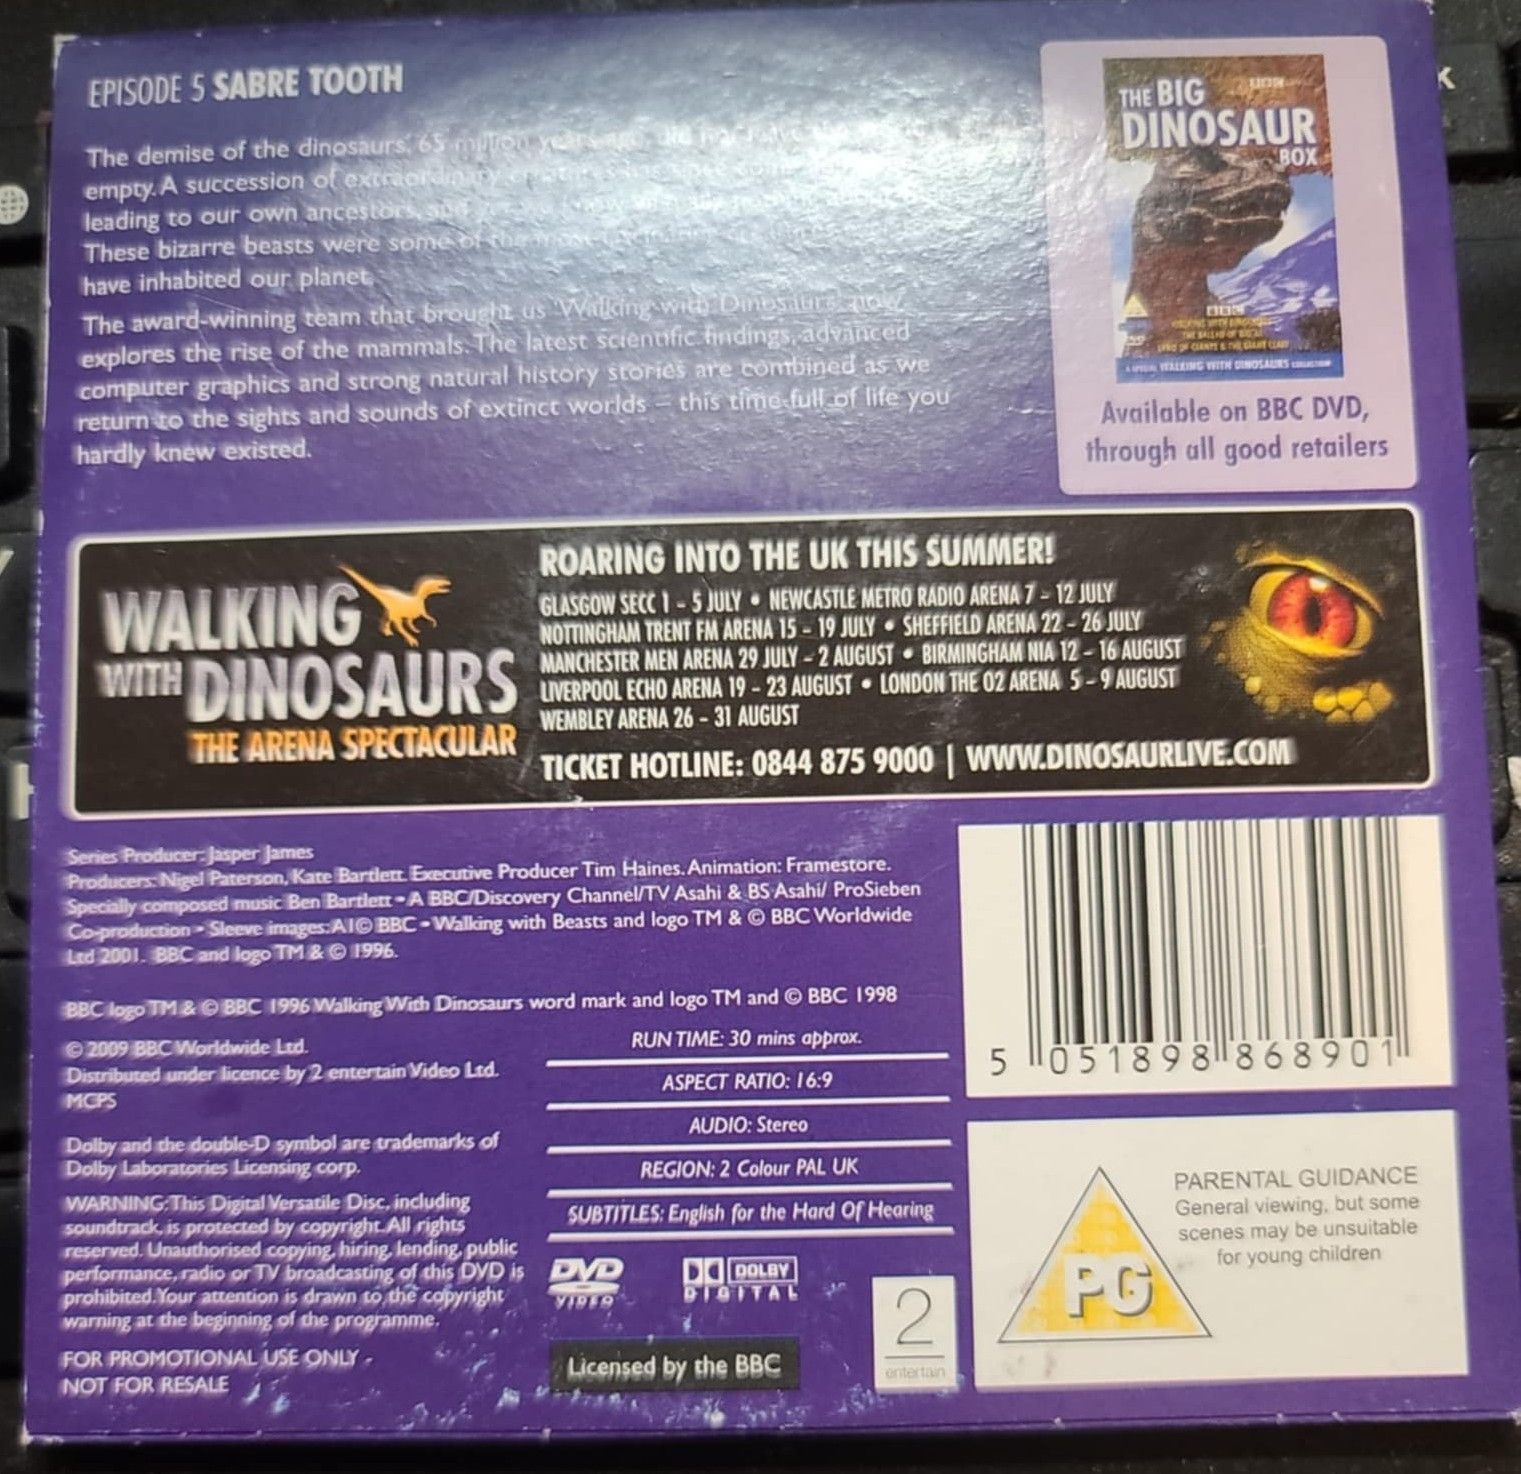 EPISODE 5 SABRE TOOTH
The demise of the dinosaurs, 65 million years
empty. A succession of extraordinary
leading to our own ancestors,
These bizarre beasts were some of the most
have inhabited our planet.
The award-winning team that brought us 'Walking with Dinosaurs' now
explores the rise of the mammals. The latest scientific findings, advanced
computer graphics and strong natural history stories are combined as we
return to the sights and sounds of extinct worlds – this time full of life you
hardly knew existed.
BBC
THE BIG
DINOSAUR
BOX
BBC
A SPECIAL WALKING WITH DINOSAURS COLLECTION
Available on BBC DVD,
through all good retailers
WALKING
WITH DINOSAURS
THE ARENA SPECTACULAR
ROARING INTO THE UK THIS SUMMER!
GLASGOW SECC 1 - 5 JULY • NEWCASTLE METRO RADIO ARENA 7 - 12 JULY
NOTTINGHAM TRENT FM ARENA 15 - 19 JULY • SHEFFIELD ARENA 22 - 26 JULY
MANCHESTER MEN ARENA 29 JULY - 2 AUGUST • BIRMINGHAM NIA 12 - 16 AUGUST
LIVERPOOL ECHO ARENA 19 - 23 AUGUST • LONDON THE O2 ARENA 5 - 9 AUGUST
WEMBLEY ARENA 26 - 31 AUGUST
TICKET HOTLINE: 0844 875 9000 | WWW.DINOSAURLIVE.COM
Series Producer: Jasper James
Producers: Nigel Paterson, Kate Bartlett. Executive Producer Tim Haines. Animation: Framestore.
Specially composed music Ben Bartlett • A BBC/Discovery Channel/TV Asahi & BS Asahi/ ProSieben
Co-production • Sleeve images: A1© BBC • Walking with Beasts and logo TM & © BBC Worldwide
Ltd 2001. BBC and logo TM & © 1996.
BBC logo TM & © BBC 1996 Walking With Dinosaurs word mark and logo TM and © BBC 1998
© 2009 BBC Worldwide Ltd.
Distributed under licence by 2 entertain Video Ltd.
MCPS
Dolby and the double-D symbol are trademarks of
Dolby Laboratories Licensing corp.
WARNING: This Digital Versatile Disc, including
soundtrack, is protected by copyright. All rights
reserved. Unauthorised copying, hiring, lending, public
performance, radio or TV broadcasting of this DVD is
prohibited. Your attention is drawn to the copyright
warning at the beginning of the programme.
FOR PROMOTIONAL USE ONLY -
NOT FOR RESALE
RUN TIME: 30 mins approx.
ASPECT RATIO: 16:9
AUDIO: Stereo
REGION: 2 Colour PAL UK
SUBTITLES: English for the Hard Of Hearing
DVD
VIDEO
DOLBY
DIGITAL
Licensed by the BBC
2
entertain
5 051898 868901
PG
PARENTAL GUIDANCE
General viewing, but some
scenes may be unsuitable
for young children
K